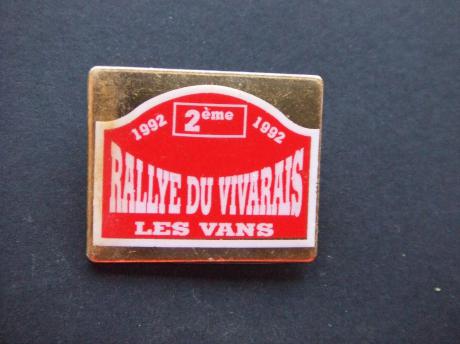 2ème
1992 1992
RALLYE DU VIVARAIS
LES VANS